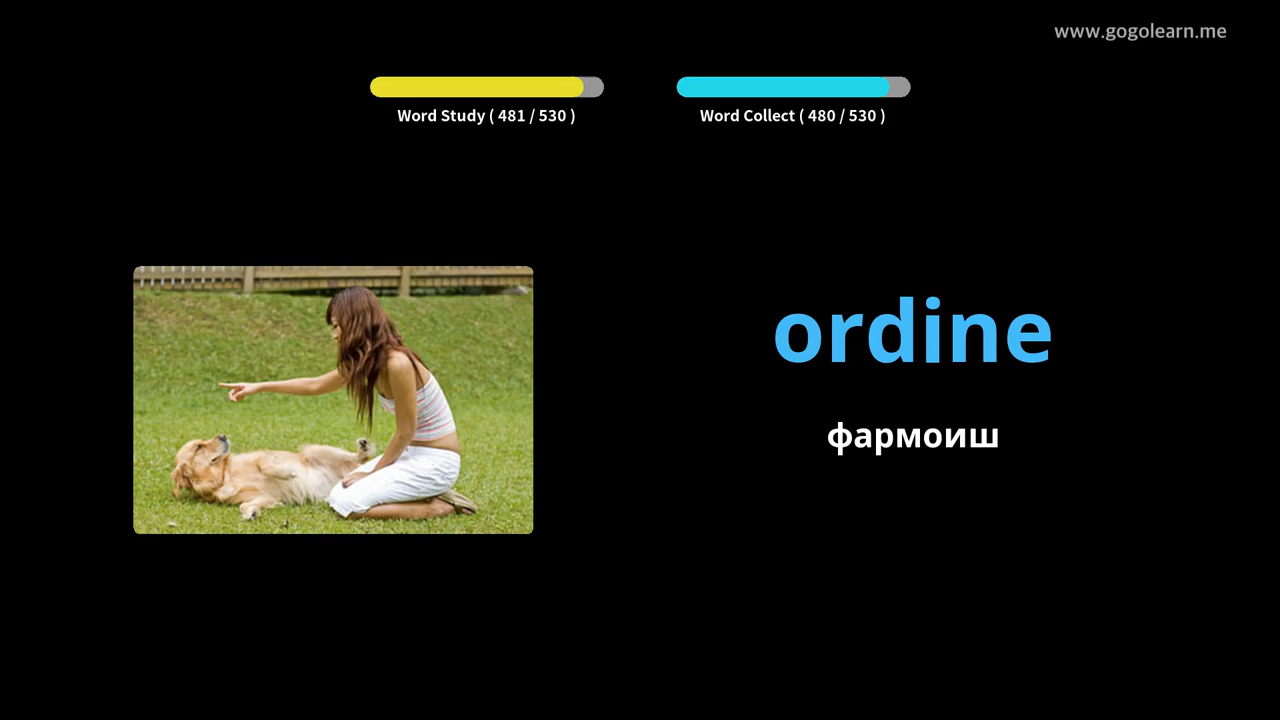 www.gogolearn.me
Word Study ( 481 / 530 )
Word Collect ( 480 / 530 )
ordine
фармоиш